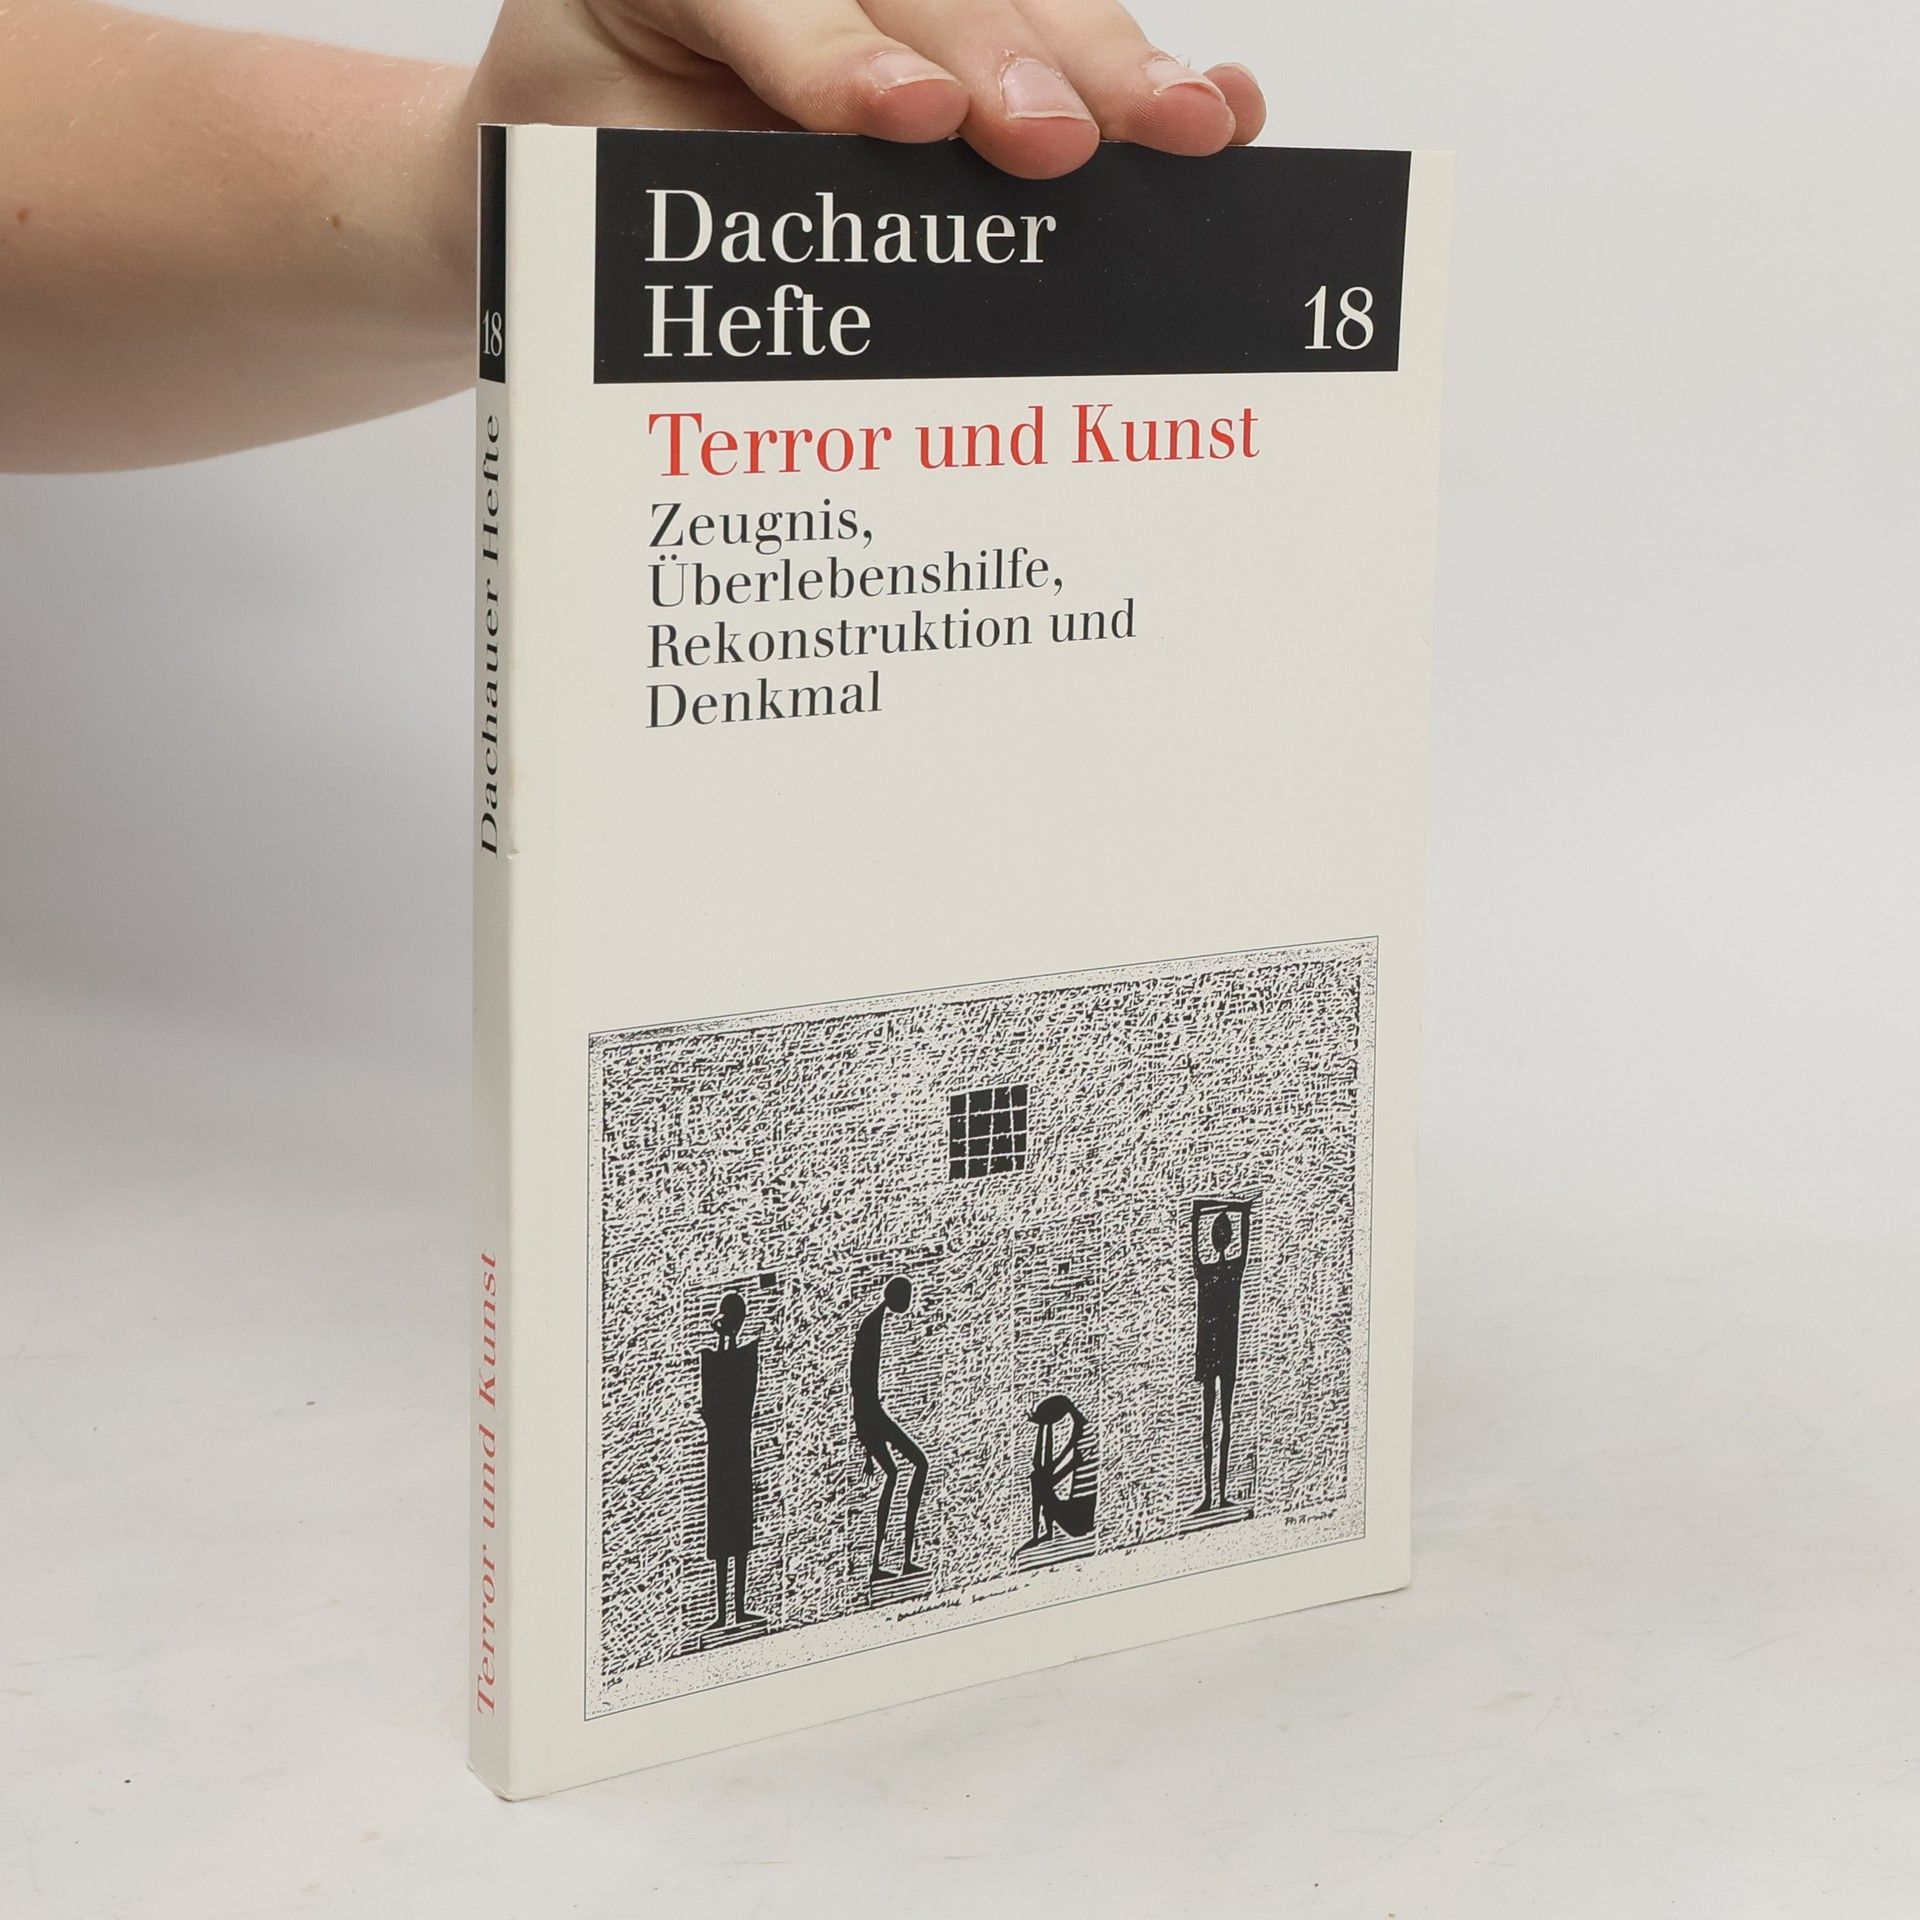 Dachauer
Hefte
18
Terror und Kunst
Zeugnis,
Überlebenshilfe,
Rekonstruktion und
Denkmal
18
Dachauer Hefte
Terror und Kunst